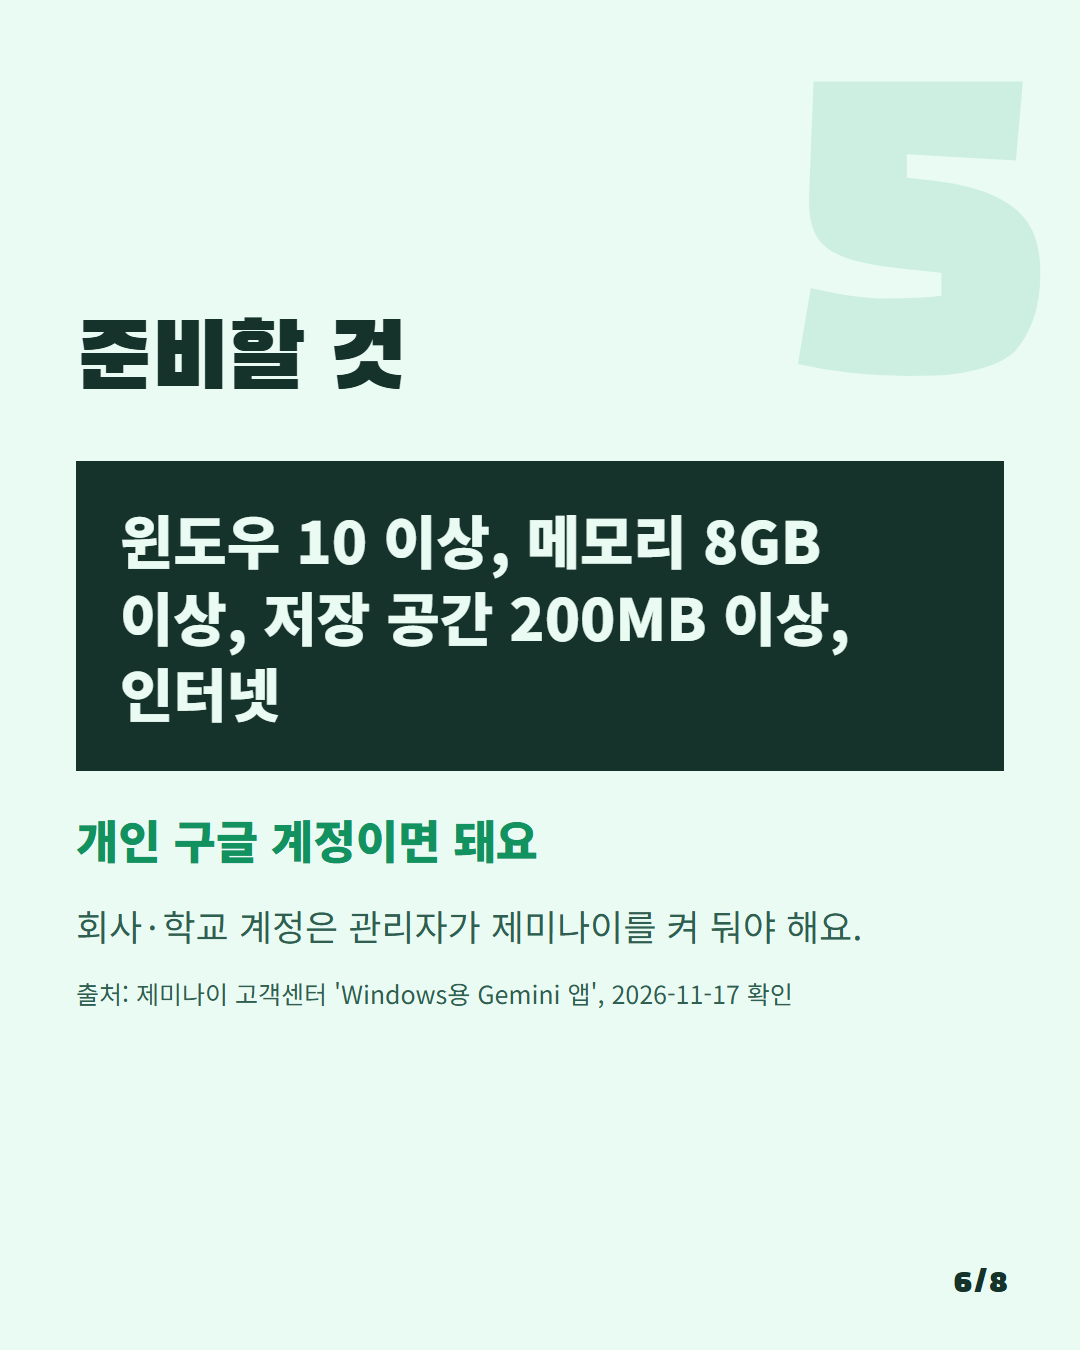 5
준비할 것
윈도우 10 이상, 메모리 8GB
이상, 저장 공간 200MB 이상,
인터넷
개인 구글 계정이면 돼요
회사·학교 계정은 관리자가 제미나이를 켜 둬야 해요.
출처: 제미나이 고객센터 'Windows용 Gemini 앱', 2026-11-17 확인
6/8